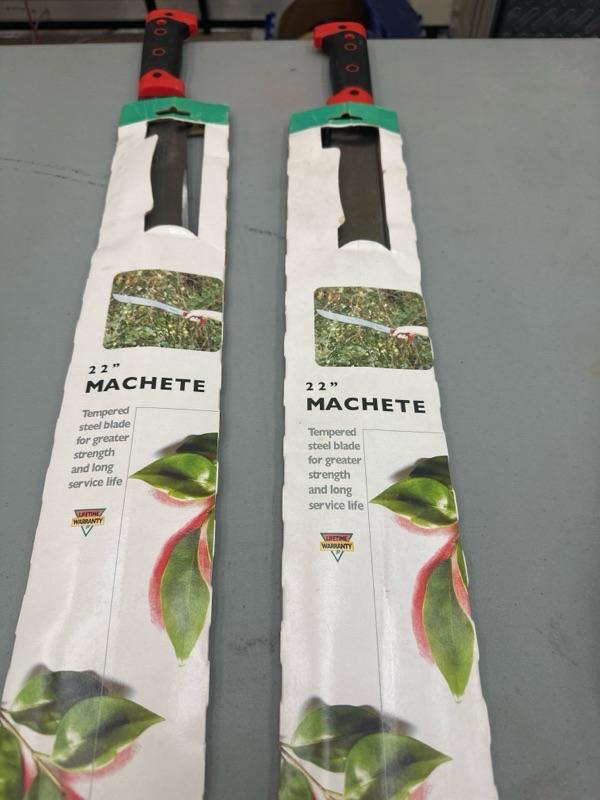 22"
MACHETE
Tempered
steel blade
for greater
strength
and long
service life
LIFETIME
WARRANTY
22"
MACHETE
Tempered
steel blade
for greater
strength
and long
service life
LIFETIME
WARRANTY